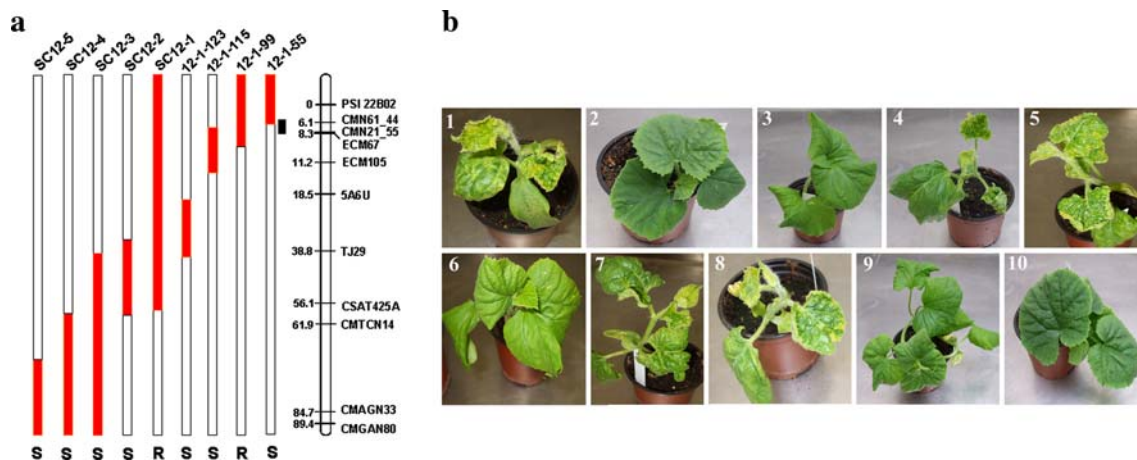 a
SC12-5 SC12-4 SC12-3 SC12-2 SC12-1 12-1-123 12-1-115 12-1-99 12-1-55
0 PSI 22B02
6.1 CMN61_44
8.3 CMN21_55
ECM67
11.2 ECM105
18.5 5A6U
38.8 TJ29
56.1 CSAT425A
61.9 CMTCN14
84.7 CMAGN33
89.4 CMGAN80
S S S S R S S R S
b
1 2 3 4 5
6 7 8 9 10